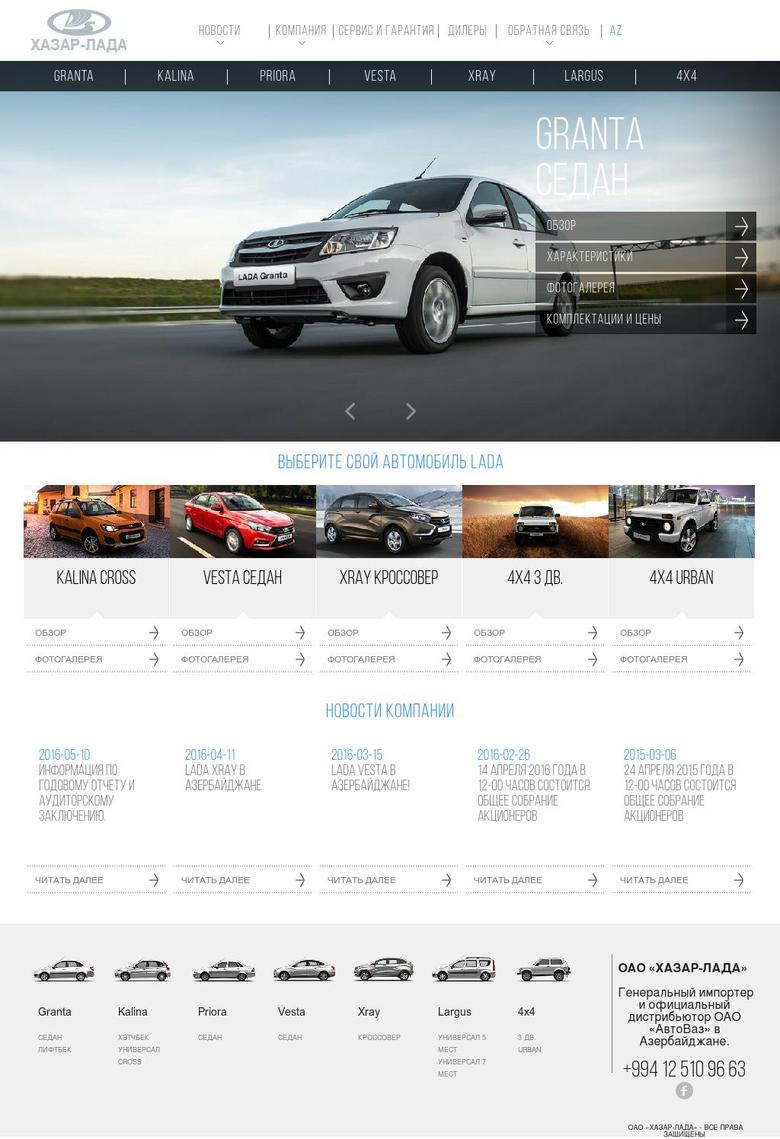 ХАЗАР-ЛАДА
НОВОСТИ | КОМПАНИЯ | СЕРВИС И ГАРАНТИЯ | ДИЛЕРЫ | ОБРАТНАЯ СВЯЗЬ | AZ
GRANTA | KALINA | PRIORA | VESTA | XRAY | LARGUS | 4X4
GRANTA
СЕДАН
ОБЗОР
ХАРАКТЕРИСТИКИ
ФОТОГАЛЕРЕЯ
КОМПЛЕКТАЦИИ И ЦЕНЫ
LADA Granta
ВЫБЕРИТЕ СВОЙ АВТОМОБИЛЬ LADA
KALINA CROSS
ОБЗОР
ФОТОГАЛЕРЕЯ
VESTA СЕДАН
ОБЗОР
ФОТОГАЛЕРЕЯ
XRAY КРОССОВЕР
ОБЗОР
ФОТОГАЛЕРЕЯ
4X4 3 ДВ.
ОБЗОР
ФОТОГАЛЕРЕЯ
4X4 URBAN
ОБЗОР
ФОТОГАЛЕРЕЯ
НОВОСТИ КОМПАНИИ
2016-05-10
ИНФОРМАЦИЯ ПО
ГОДОВОМУ ОТЧЕТУ И
АУДИТОРСКОМУ
ЗАКЛЮЧЕНИЮ.
ЧИТАТЬ ДАЛЕЕ
2016-04-11
LADA XRAY В
АЗЕРБАЙДЖАНЕ
ЧИТАТЬ ДАЛЕЕ
2016-03-15
LADA VESTA В
АЗЕРБАЙДЖАНЕ!
ЧИТАТЬ ДАЛЕЕ
2016-02-26
14 АПРЕЛЯ 2016 ГОДА В
12-00 ЧАСОВ СОСТОИТСЯ
ОБЩЕЕ СОБРАНИЕ
АКЦИОНЕРОВ
ЧИТАТЬ ДАЛЕЕ
2015-03-06
24 АПРЕЛЯ 2015 ГОДА В
12-00 ЧАСОВ СОСТОИТСЯ
ОБЩЕЕ СОБРАНИЕ
АКЦИОНЕРОВ
ЧИТАТЬ ДАЛЕЕ
Granta
СЕДАН
ЛИФТБЕК
Kalina
ХЭТЧБЕК
УНИВЕРСАЛ
CROSS
Priora
СЕДАН
Vesta
СЕДАН
Xray
КРОССОВЕР
Largus
УНИВЕРСАЛ 5
МЕСТ
УНИВЕРСАЛ 7
МЕСТ
4x4
3 ДВ.
URBAN
ОАО «ХАЗАР-ЛАДА»
Генеральный импортер
и официальный
дистрибьютор ОАО
«АвтоВаз» в
Азербайджане.
+994 12 510 96 63
f
ОАО «ХАЗАР-ЛАДА» - ВСЕ ПРАВА
ЗАЩИЩЕНЫ